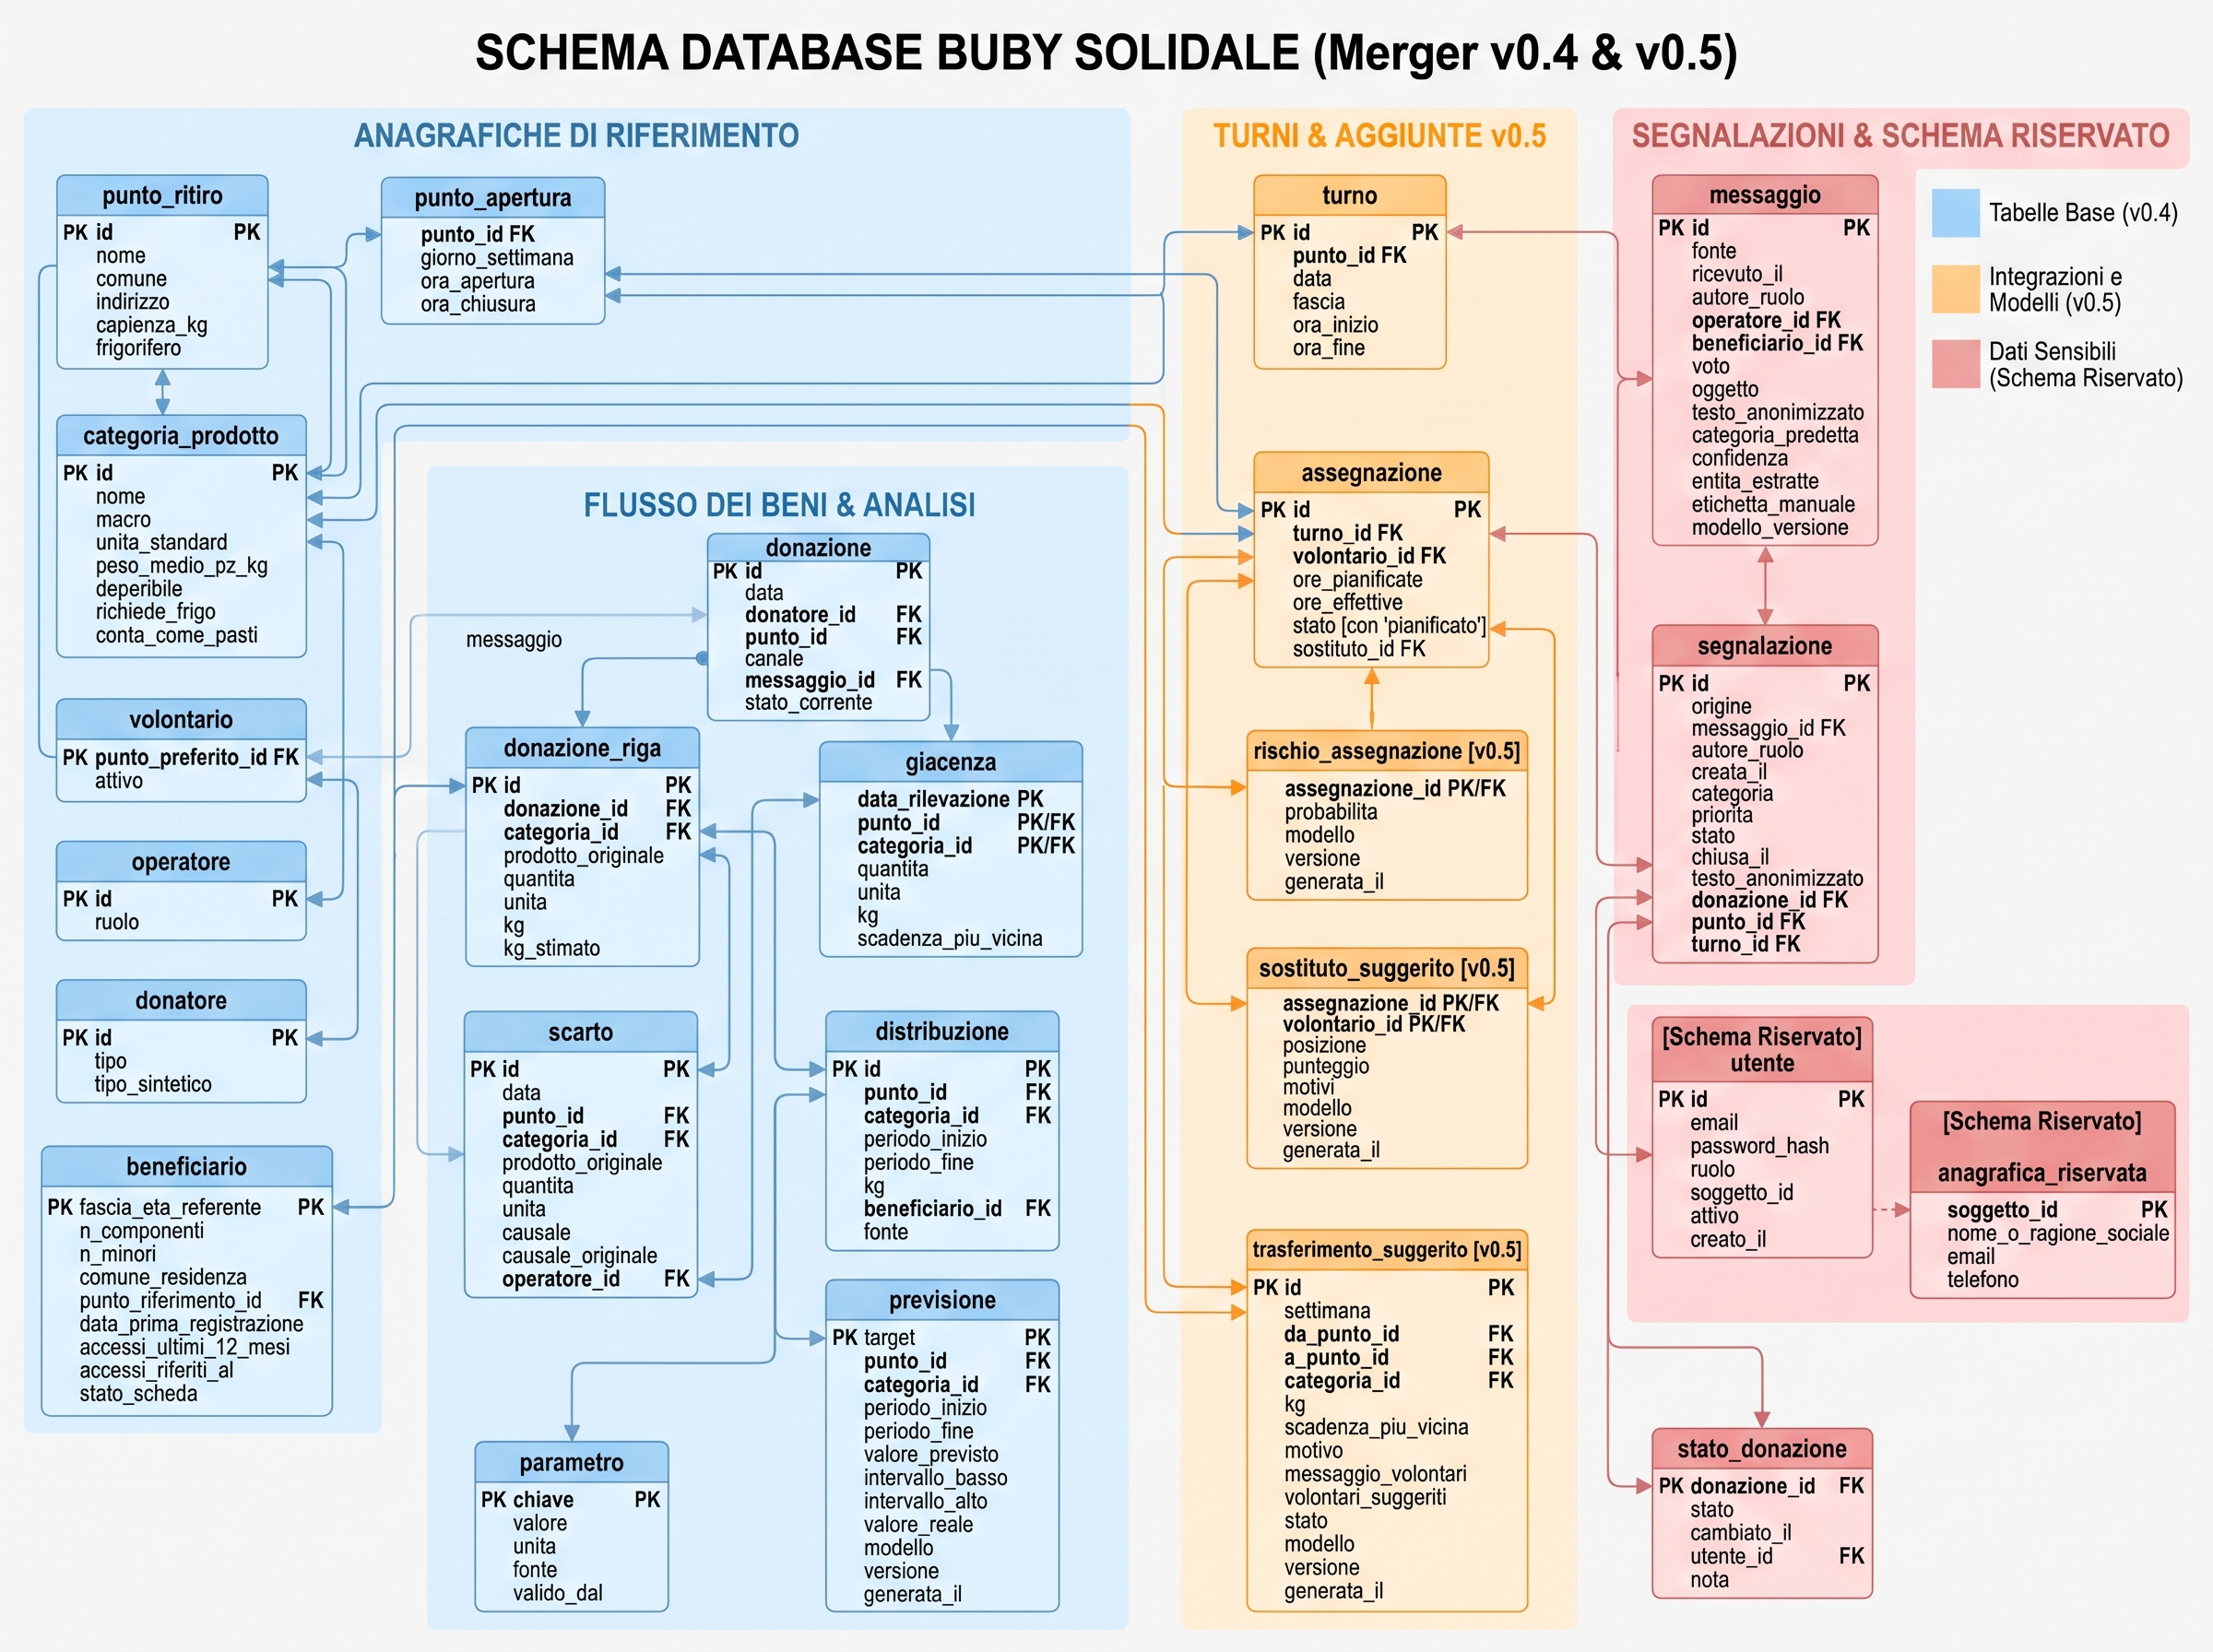 SCHEMA DATABASE BUBY SOLIDALE (Merger v0.4 & v0.5)
ANAGRAFICHE DI RIFERIMENTO
punto_ritiro
PK id PK
nome
comune
indirizzo
capienza_kg
frigorifero
punto_apertura
punto_id FK
giorno_settimana
ora_apertura
ora_chiusura
categoria_prodotto
PK id PK
nome
macro
unita_standard
peso_medio_pz_kg
deperibile
richiede_frigo
conta_come_pasti
volontario
PK punto_preferito_id FK
attivo
operatore
PK id PK
ruolo
donatore
PK id PK
tipo
tipo_sintetico
beneficiario
PK fascia_eta_referente PK
n_componenti
n_minori
comune_residenza
punto_riferimento_id FK
data_prima_registrazione
accessi_ultimi_12_mesi
accessi_riferiti_al
stato_scheda
FLUSSO DEI BENI & ANALISI
donazione
PK id PK
data
donatore_id FK
punto_id FK
canale
messaggio_id FK
stato_corrente
messaggio
donazione_riga
PK id PK
donazione_id FK
categoria_id FK
prodotto_originale
quantita
unita
kg
kg_stimato
giacenza
data_rilevazione PK
punto_id PK/FK
categoria_id PK/FK
quantita
unita
kg
scadenza_piu_vicina
scarto
PK id PK
data
punto_id FK
categoria_id FK
prodotto_originale
quantita
unita
causale
causale_originale
operatore_id FK
distribuzione
PK id PK
punto_id FK
categoria_id FK
periodo_inizio
periodo_fine
kg
beneficiario_id FK
fonte
parametro
PK chiave PK
valore
unita
fonte
valido_dal
previsione
PK target PK
punto_id FK
categoria_id FK
periodo_inizio
periodo_fine
valore_previsto
intervallo_basso
intervallo_alto
valore_reale
modello
versione
generata_il
TURNI & AGGIUNTE v0.5
turno
PK id PK
punto_id FK
data
fascia
ora_inizio
ora_fine
assegnazione
PK id PK
turno_id FK
volontario_id FK
ore_pianificate
ore_effettive
stato [con 'pianificato']
sostituto_id FK
rischio_assegnazione [v0.5]
assegnazione_id PK/FK
probabilita
modello
versione
generata_il
sostituto_suggerito [v0.5]
assegnazione_id PK/FK
volontario_id PK/FK
posizione
punteggio
motivi
modello
versione
generata_il
trasferimento_suggerito [v0.5]
PK id PK
settimana
da_punto_id FK
a_punto_id FK
categoria_id FK
kg
scadenza_piu_vicina
motivo
messaggio_volontari
volontari_suggeriti
stato
modello
versione
generata_il
SEGNALAZIONI & SCHEMA RISERVATO
messaggio
PK id PK
fonte
ricevuto_il
autore_ruolo
operatore_id FK
beneficiario_id FK
voto
oggetto
testo_anonimizzato
categoria_predetta
confidenza
entita_estratte
etichetta_manuale
modello_versione
segnalazione
PK id PK
origine
messaggio_id FK
autore_ruolo
creata_il
categoria
priorita
stato
chiusa_il
testo_anonimizzato
donazione_id FK
punto_id FK
turno_id FK
[Schema Riservato]
utente
PK id PK
email
password_hash
ruolo
soggetto_id
attivo
creato_il
[Schema Riservato]
anagrafica_riservata
soggetto_id PK
nome_o_ragione_sociale
email
telefono
stato_donazione
PK donazione_id FK
stato
cambiato_il
utente_id FK
nota
Tabelle Base (v0.4)
Integrazioni e
Modelli (v0.5)
Dati Sensibili
(Schema Riservato)